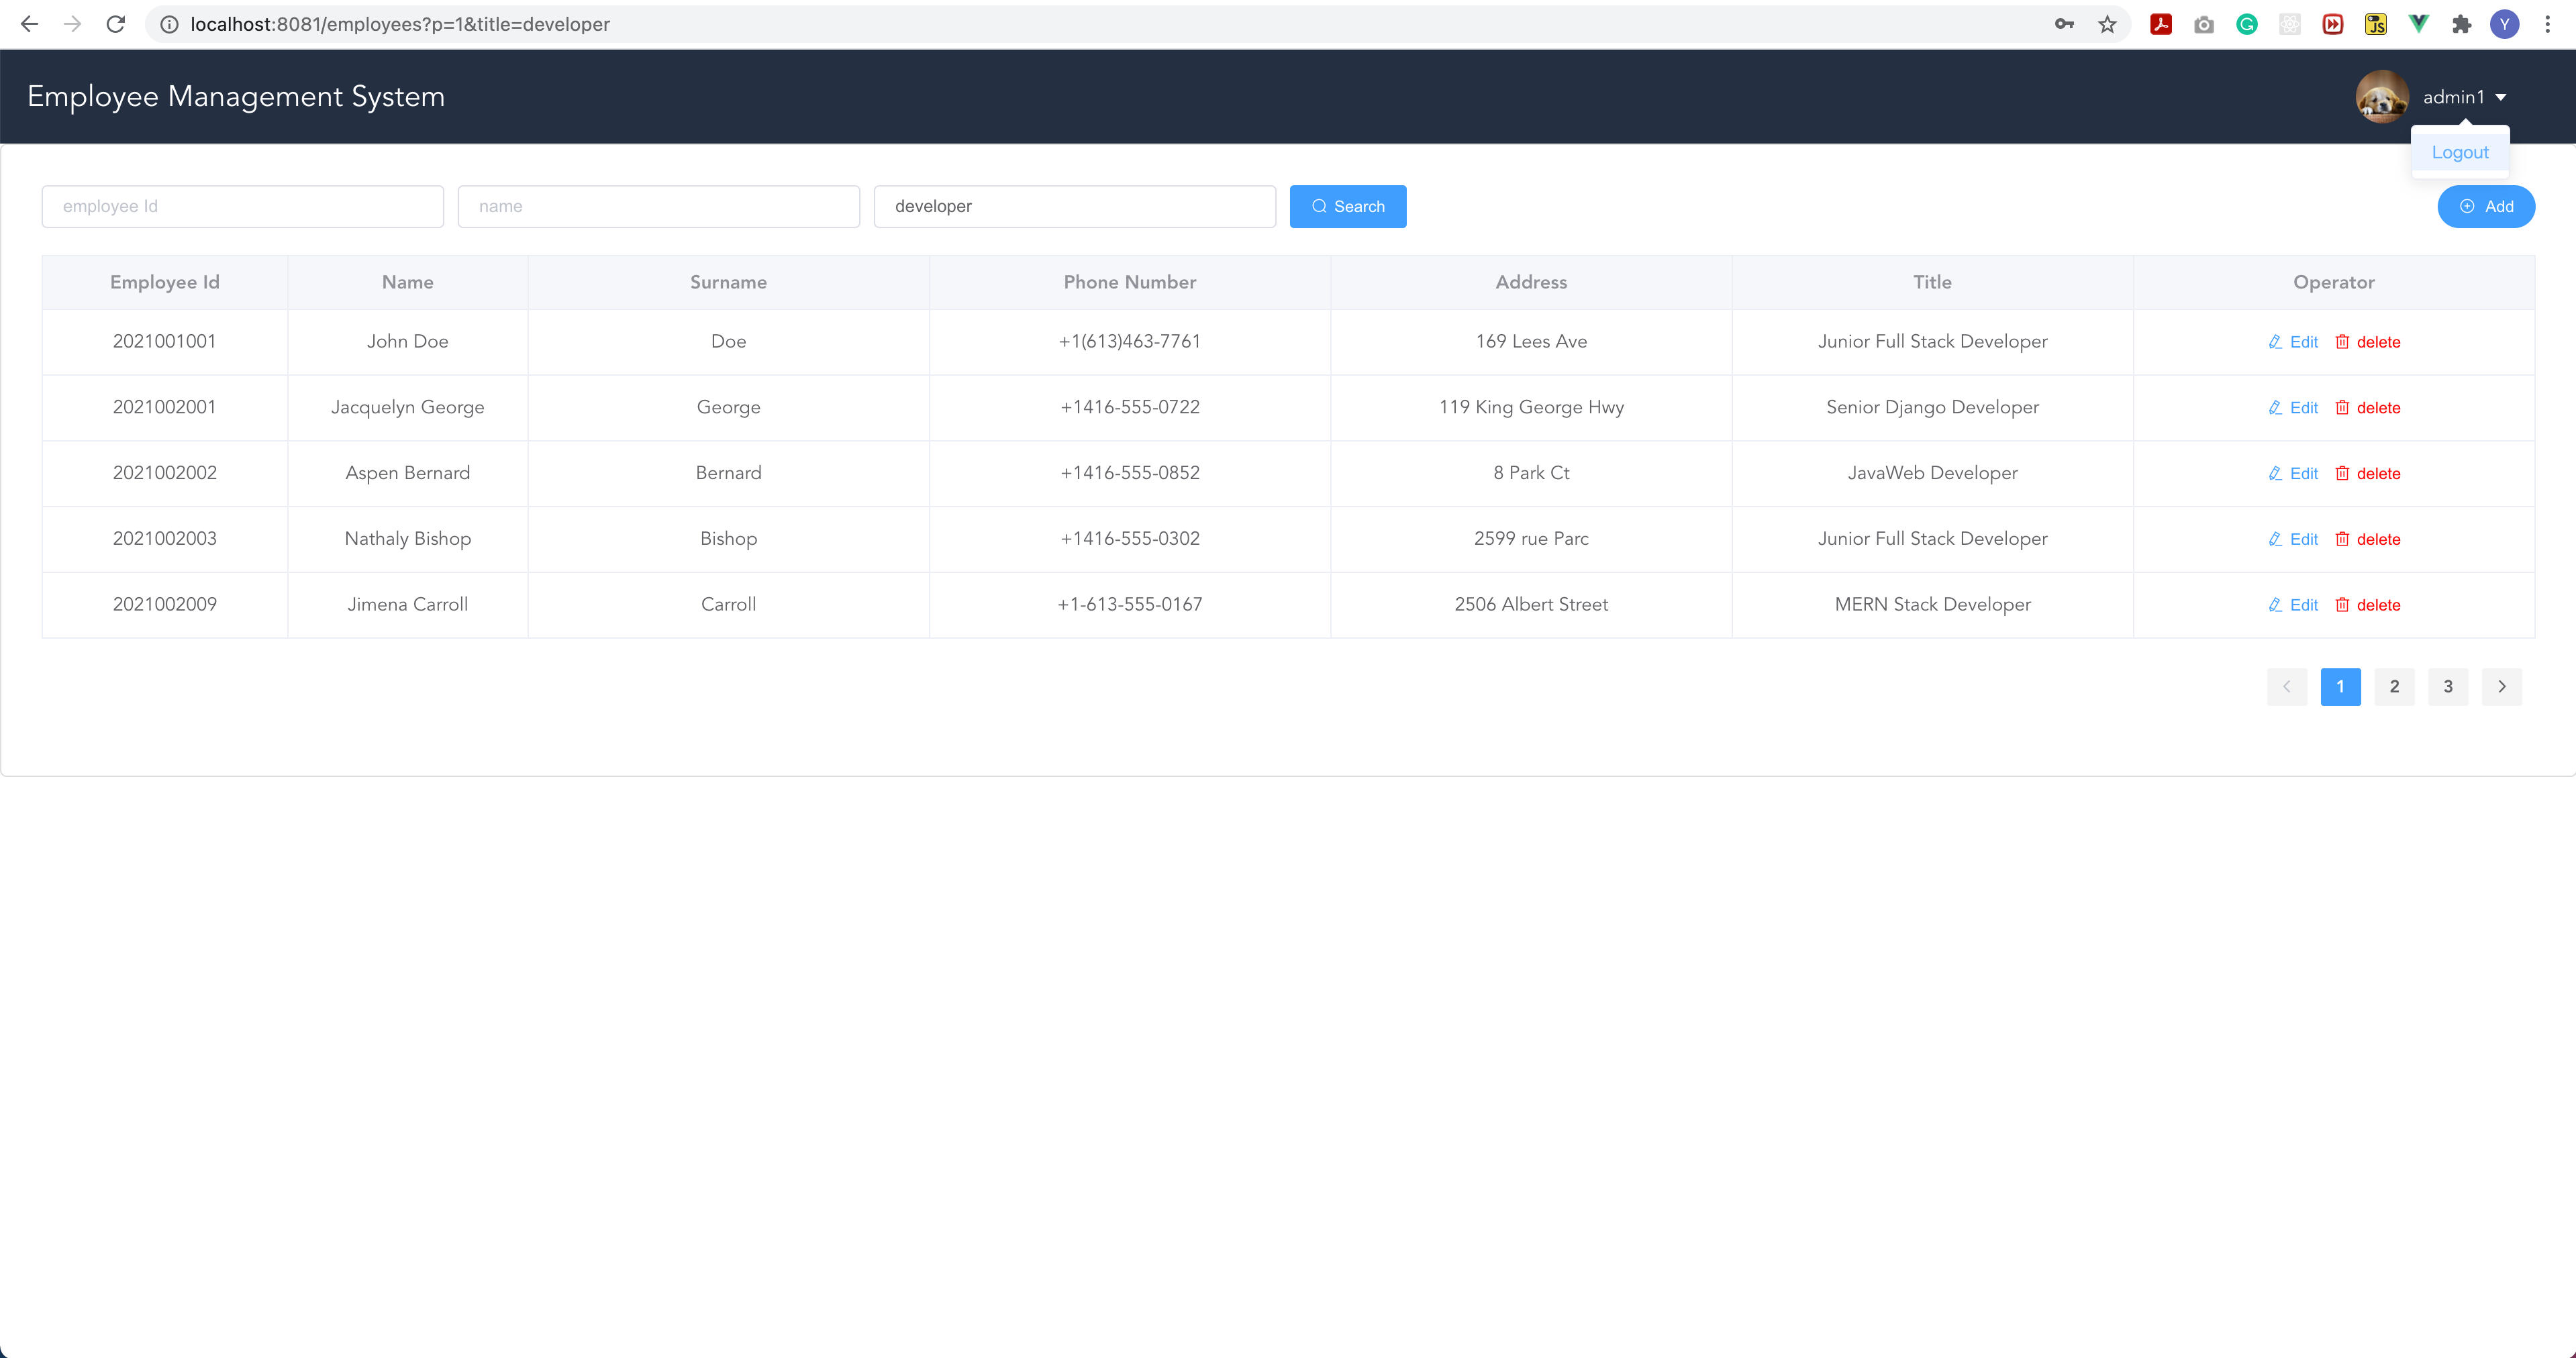 localhost:8081/employees?p=1&title=developer
JS
Y
Employee Management System
admin1
Logout
employee Id name developer Search Add
Employee Id Name Surname Phone Number Address Title Operator
2021001001 John Doe Doe +1(613)463-7761 169 Lees Ave Junior Full Stack Developer Edit delete
2021002001 Jacquelyn George George +1416-555-0722 119 King George Hwy Senior Django Developer Edit delete
2021002002 Aspen Bernard Bernard +1416-555-0852 8 Park Ct JavaWeb Developer Edit delete
2021002003 Nathaly Bishop Bishop +1416-555-0302 2599 rue Parc Junior Full Stack Developer Edit delete
2021002009 Jimena Carroll Carroll +1-613-555-0167 2506 Albert Street MERN Stack Developer Edit delete
1 2 3